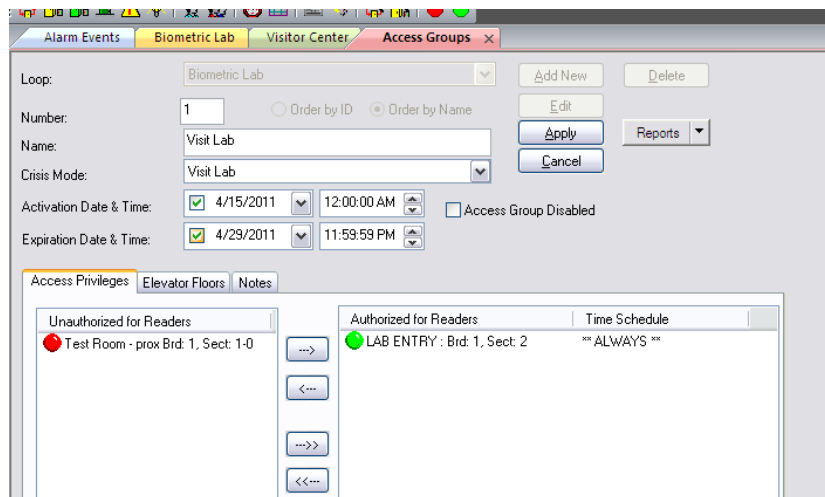 Alarm Events Biometric Lab Visitor Center Access Groups ×
Loop: Biometric Lab Add New Delete
Number: 1 Order by ID Order by Name Edit
Name: Visit Lab Apply Reports
Crisis Mode: Visit Lab Cancel
Activation Date & Time: 4/15/2011 12:00:00 AM Access Group Disabled
Expiration Date & Time: 4/29/2011 11:59:59 PM
Access Privileges Elevator Floors Notes
Unauthorized for Readers Authorized for Readers Time Schedule
Test Room - prox Brd: 1, Sect: 1-0 ---> LAB ENTRY : Brd: 1, Sect: 2 ** ALWAYS **
<---
--->>
<<---